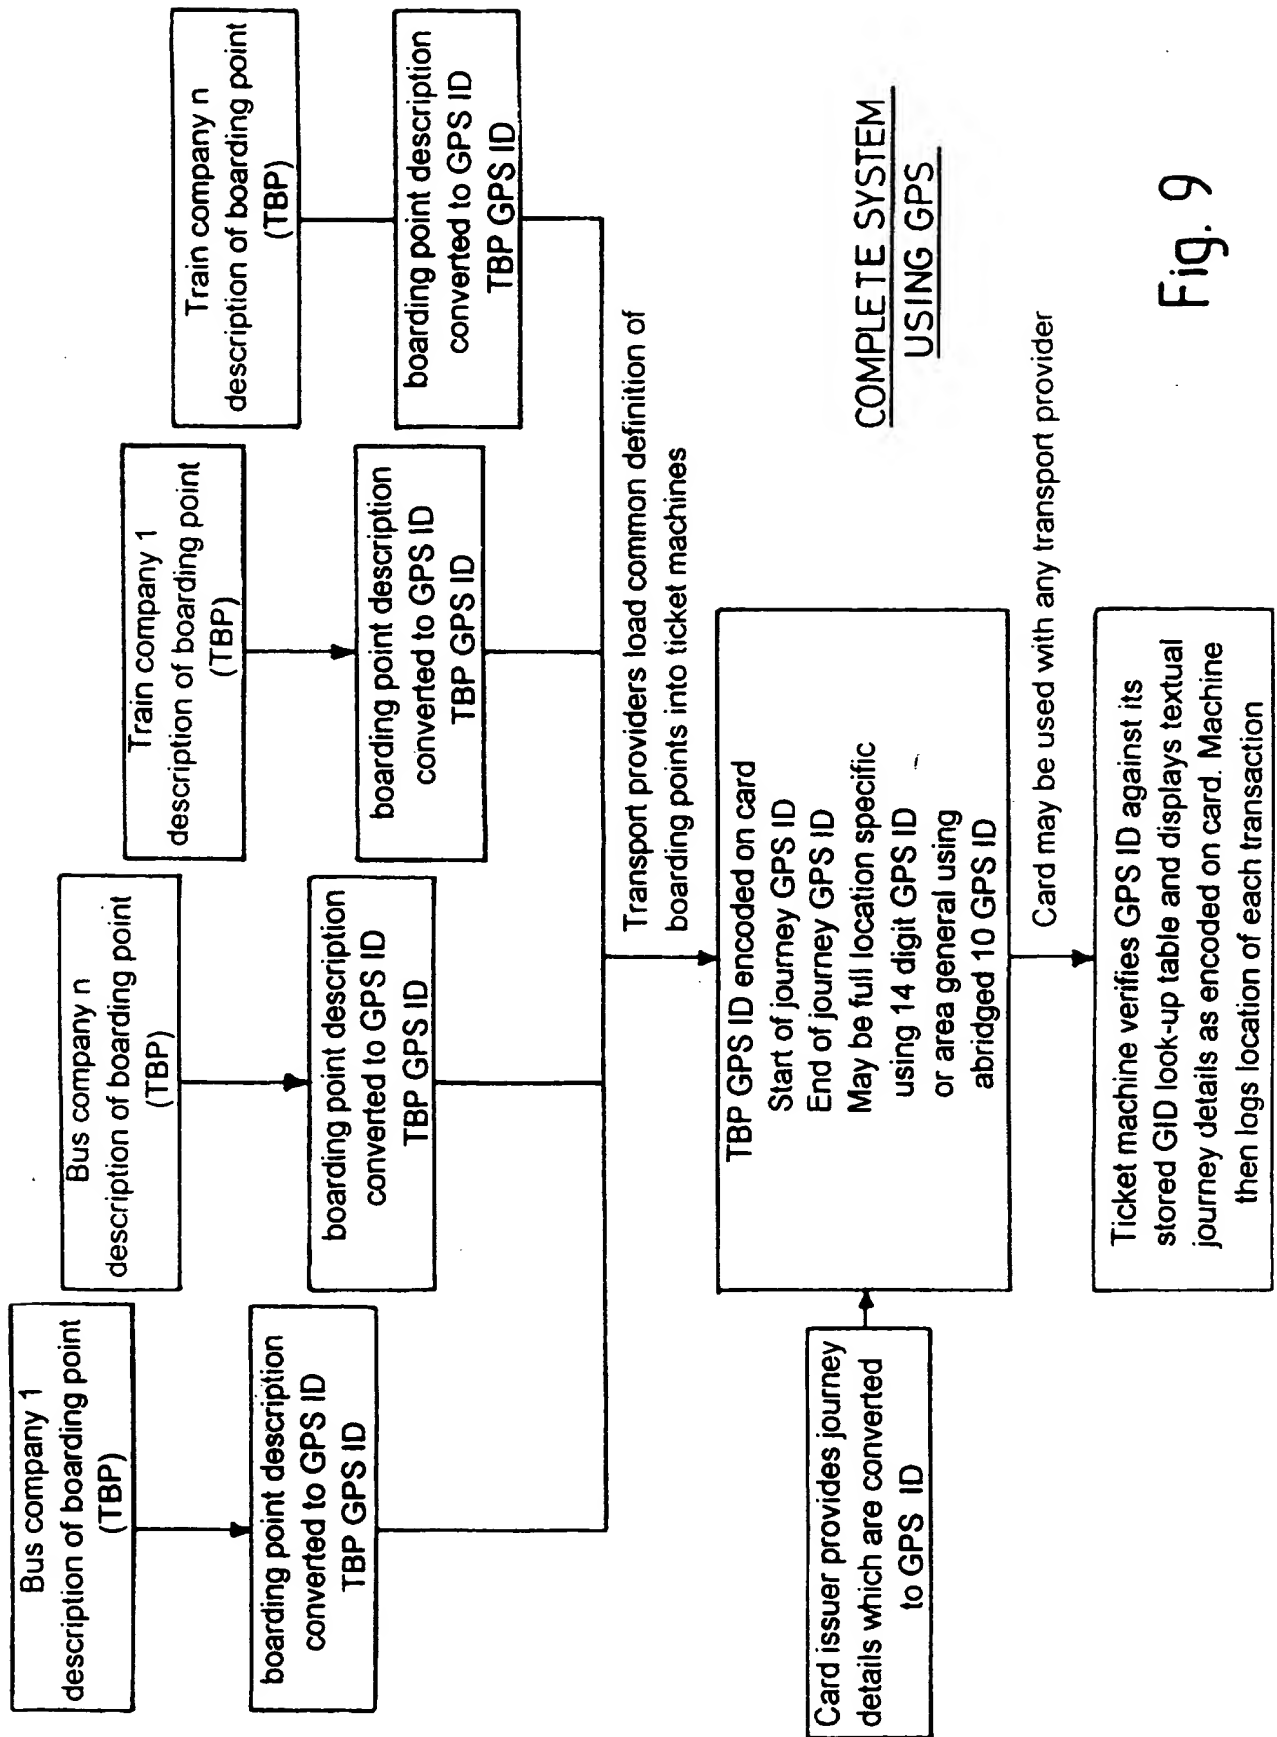 Bus company 1
description of boarding point
(TBP)
Bus company n
description of boarding point
(TBP)
Train company 1
description of boarding point
(TBP)
Train company n
description of boarding point
(TBP)
boarding point description
converted to GPS ID
TBP GPS ID
boarding point description
converted to GPS ID
TBP GPS ID
boarding point description
converted to GPS ID
TBP GPS ID
boarding point description
converted to GPS ID
TBP GPS ID
Transport providers load common definition of
boarding points into ticket machines
Card issuer provides journey
details which are converted
to GPS ID
TBP GPS ID encoded on card
Start of journey GPS ID
End of journey GPS ID
May be full location specific
using 14 digit GPS ID
or area general using
abridged 10 GPS ID
COMPLETE SYSTEM
USING GPS
Card may be used with any transport provider
Ticket machine verifies GPS ID against its
stored GID look-up table and displays textual
journey details as encoded on card. Machine
then logs location of each transaction
Fig. 9